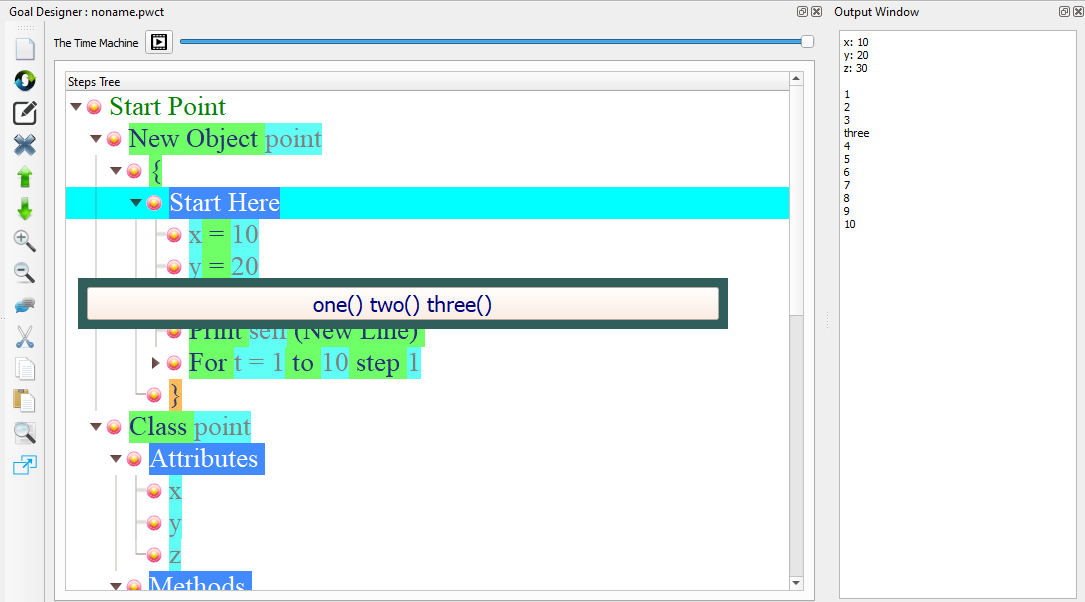 Goal Designer : noname.pwct
The Time Machine
Steps Tree
Start Point
New Object point
{
Start Here
x = 10
y = 20
one() two() three()
Print self (New Line)
For t = 1 to 10 step 1
}
Class point
Attributes
x
y
z
Methods
Output Window
x: 10
y: 20
z: 30
1
2
3
three
4
5
6
7
8
9
10